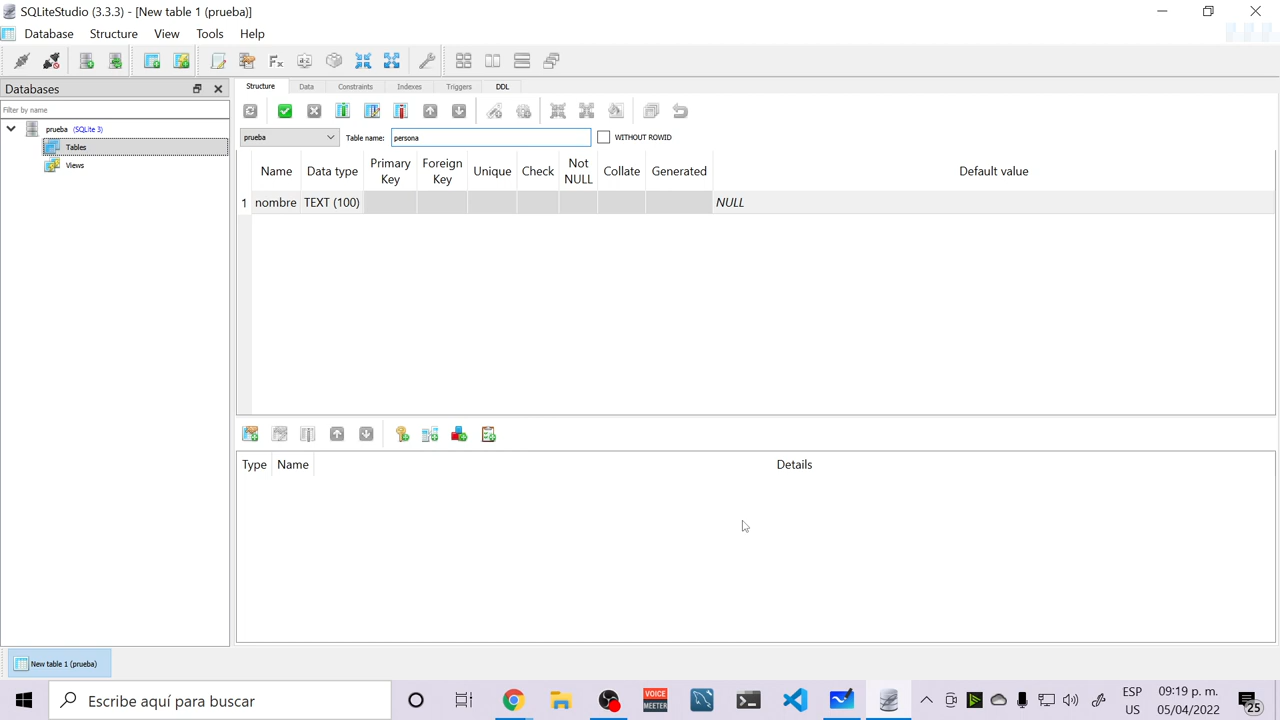 SQLiteStudio (3.3.3) - [New table 1 (prueba)]
Database Structure View Tools Help
Databases
Structure Data Constraints Indexes Triggers DDL
Filter by name
prueba (SQLite 3)
Tables
Views
prueba Table name: persona WITHOUT ROWID
Name Data type Primary Key Foreign Key Unique Check Not NULL Collate Generated Default value
1 nombre TEXT (100) NULL
Type Name Details
New table 1 (prueba)
Escribe aquí para buscar
VOICE
MEETER
ESP
US
09:19 p. m.
05/04/2022
25